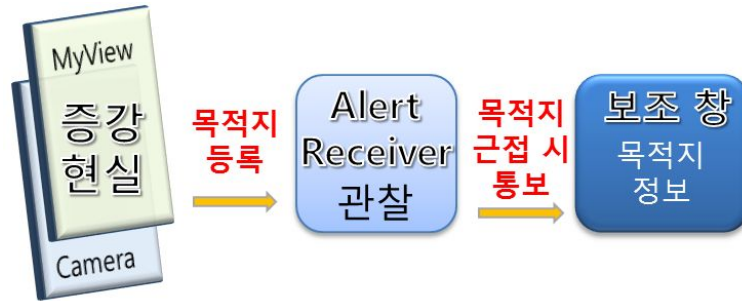 MyView
증강
현실
Camera
목적지
등록
Alert
Receiver
관찰
목적지
근접 시
통보
보조 창
목적지
정보